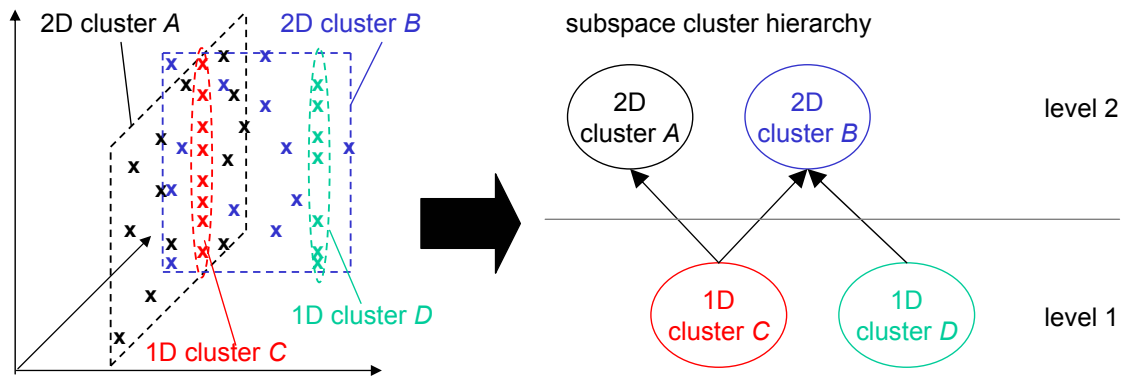 2D cluster A
2D cluster B
1D cluster D
1D cluster C
subspace cluster hierarchy
2D
cluster A
2D
cluster B
level 2
1D
cluster C
1D
cluster D
level 1